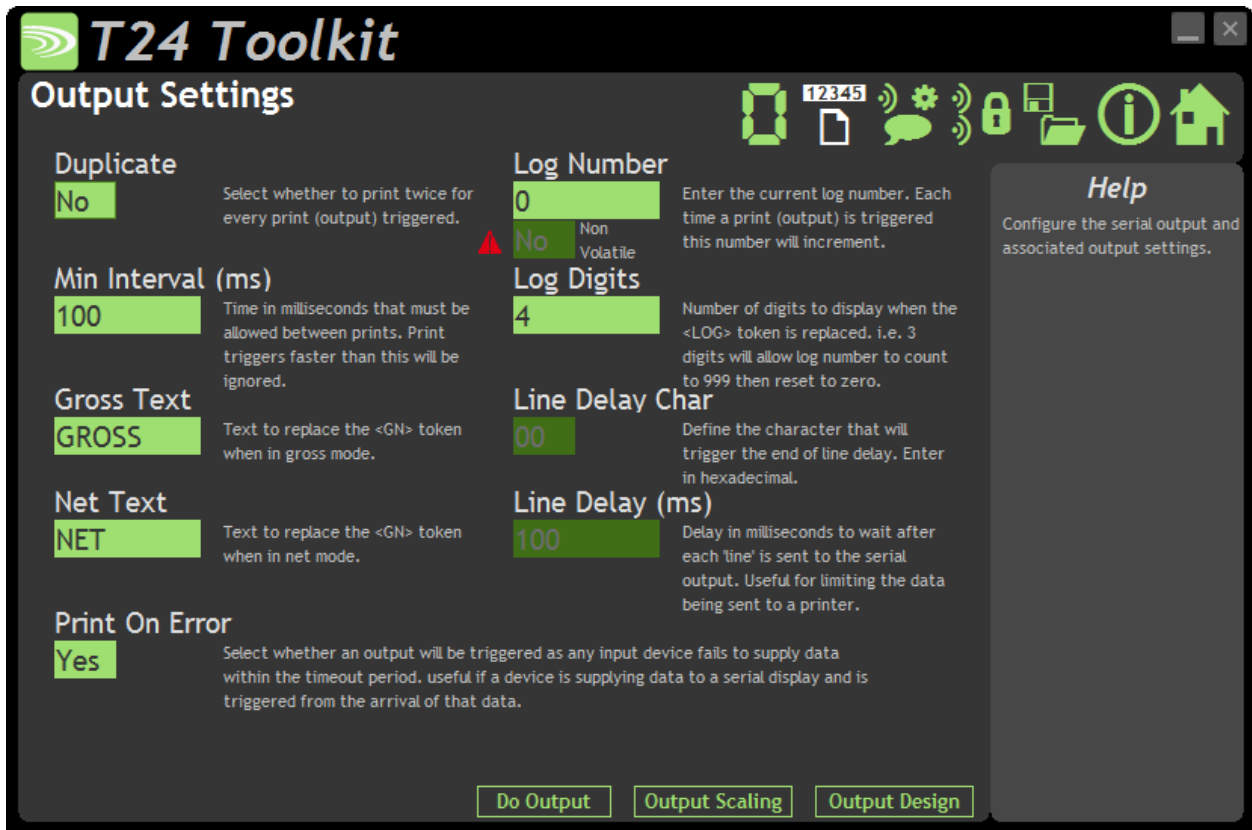 T24 Toolkit
Output Settings
12345
Duplicate
No
Select whether to print twice for
every print (output) triggered.
Min Interval (ms)
100
Time in milliseconds that must be
allowed between prints. Print
triggers faster than this will be
ignored.
Gross Text
GROSS
Text to replace the <GN> token
when in gross mode.
Net Text
NET
Text to replace the <GN> token
when in net mode.
Print On Error
Yes
Select whether an output will be triggered as any input device fails to supply data
within the timeout period. useful if a device is supplying data to a serial display and is
triggered from the arrival of that data.
Log Number
0
No
Non
Volatile
Enter the current log number. Each
time a print (output) is triggered
this number will increment.
Log Digits
4
Number of digits to display when the
<LOG> token is replaced. i.e. 3
digits will allow log number to count
to 999 then reset to zero.
Line Delay Char
00
Define the character that will
trigger the end of line delay. Enter
in hexadecimal.
Line Delay (ms)
100
Delay in milliseconds to wait after
each 'line' is sent to the serial
output. Useful for limiting the data
being sent to a printer.
Do Output
Output Scaling
Output Design
Help
Configure the serial output and
associated output settings.